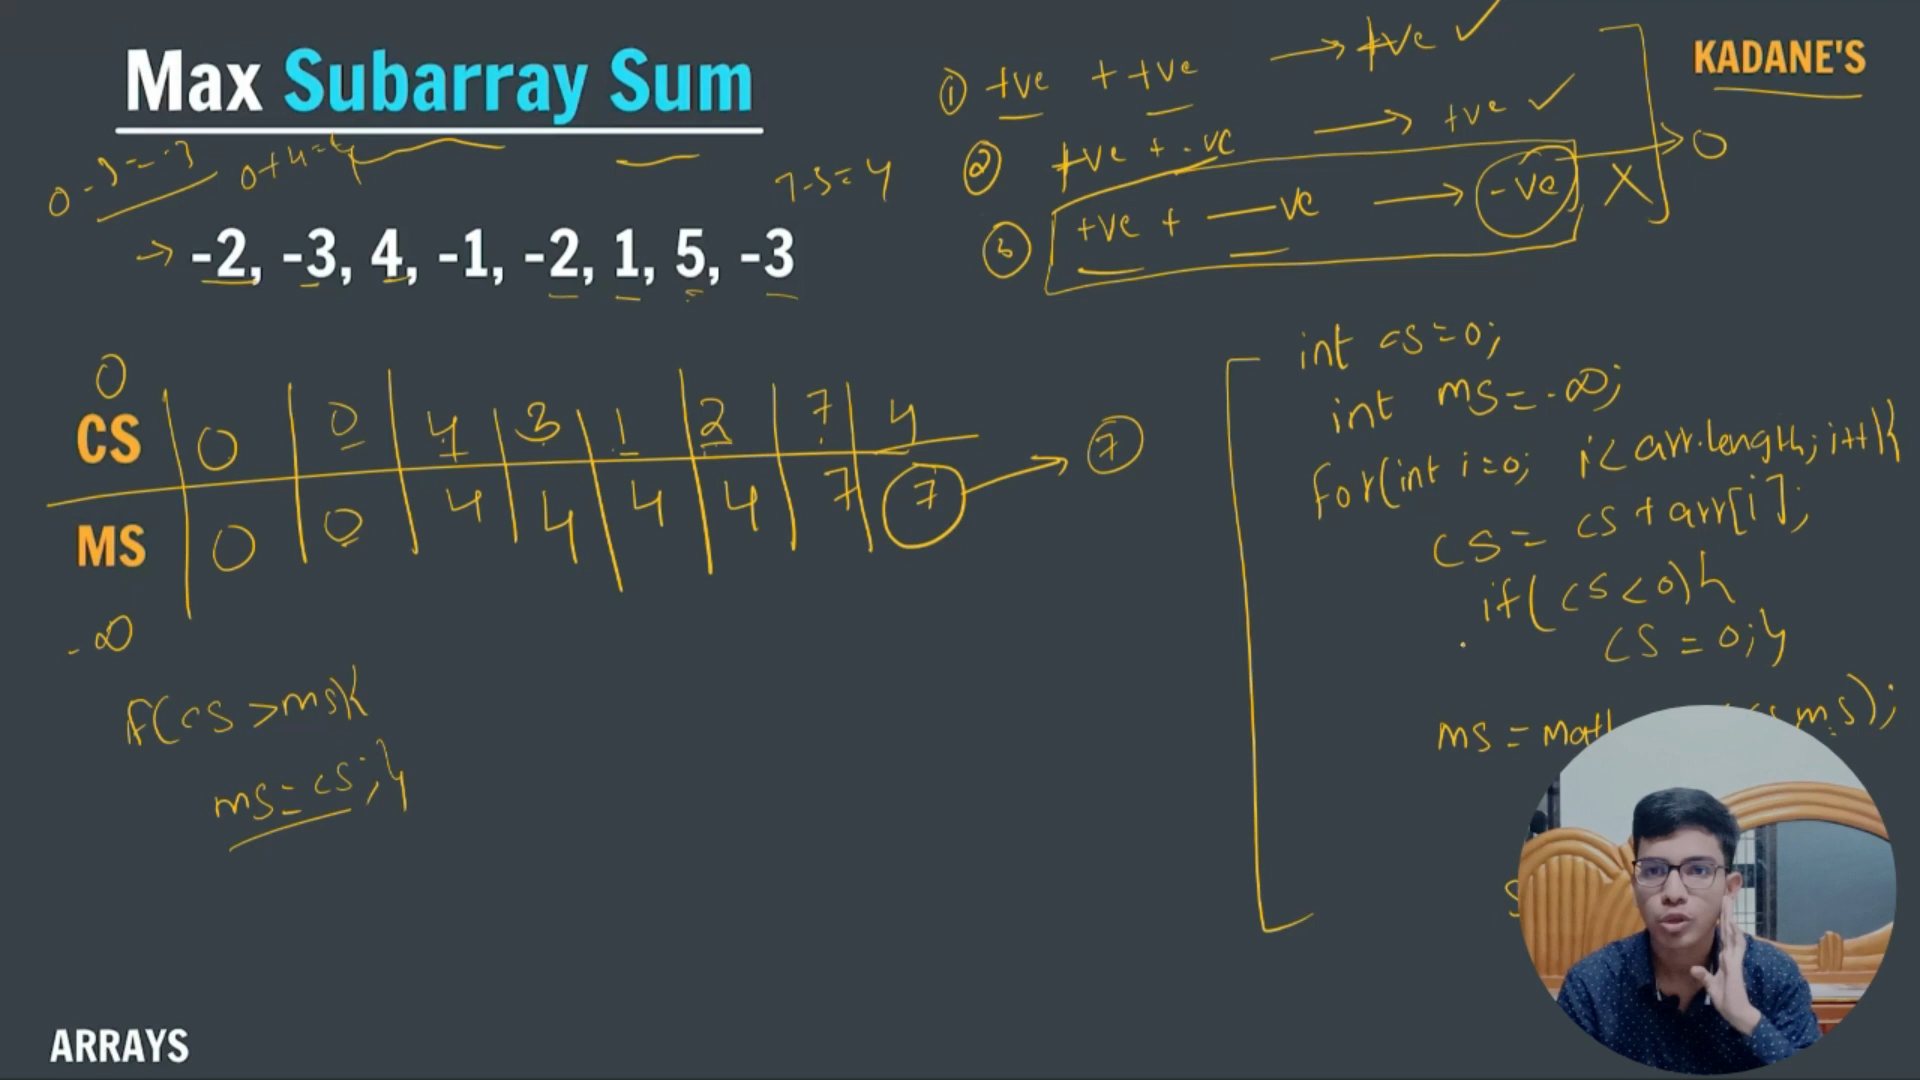 Max Subarray Sum
KADANE'S
① +ve + +ve → +ve ✓
② +ve + -ve → +ve ✓
③ +ve + —ve → -ve X → 0
0-3=-3 0+4=4
7-3=4
→ -2, -3, 4, -1, -2, 1, 5, -3
0
CS 0 0 4 3 1 2 7 4
MS 0 0 4 4 4 4 7 7 → 7
-∞
if(cs>ms){
ms=cs;}
int cs=0;
int ms=-∞;
for(int i=0; i<arr.length; i++){
cs= cs+arr[i];
if(cs<0){
cs=0;}
ms=Mat ms);
ARRAYS